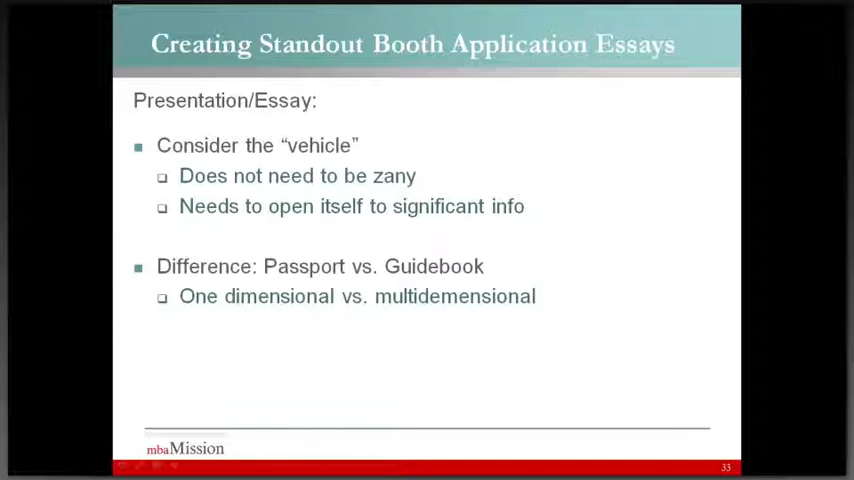 Creating Standout Booth Application Essays
Presentation/Essay:
Consider the “vehicle”
Does not need to be zany
Needs to open itself to significant info
Difference: Passport vs. Guidebook
One dimensional vs. multidemensional
mbaMission
33